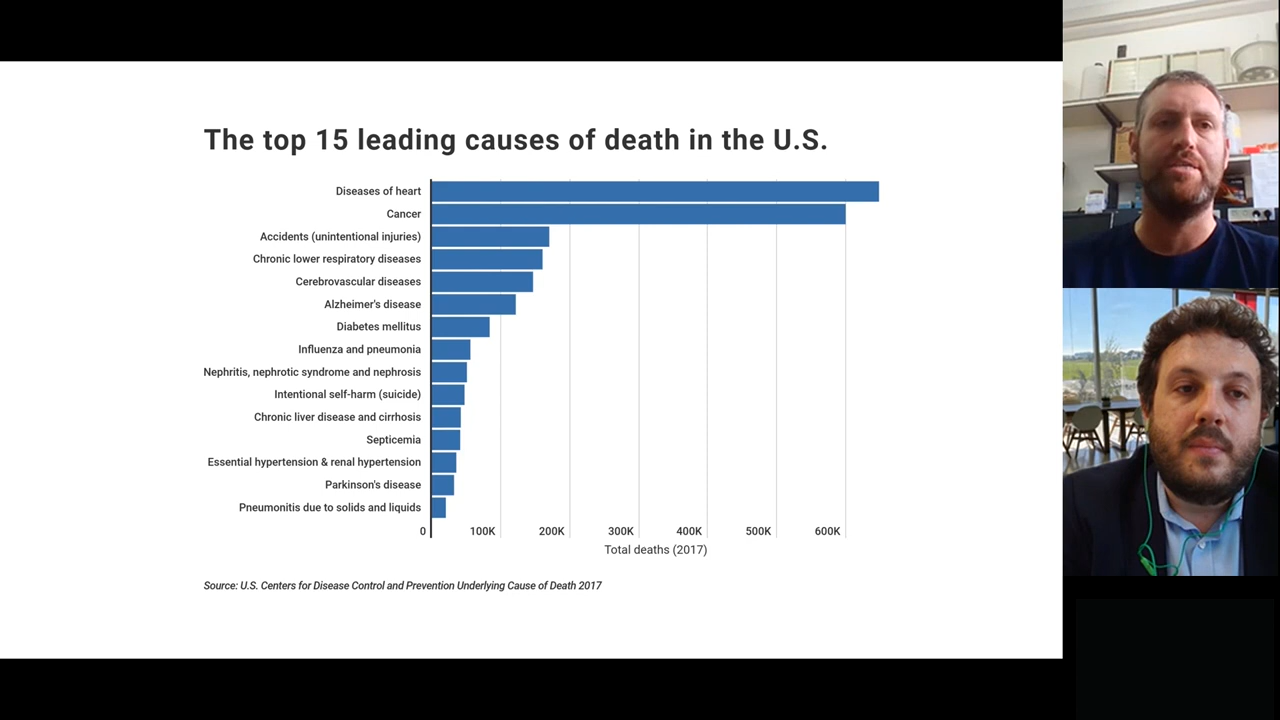 The top 15 leading causes of death in the U.S.
Diseases of heart
Cancer
Accidents (unintentional injuries)
Chronic lower respiratory diseases
Cerebrovascular diseases
Alzheimer's disease
Diabetes mellitus
Influenza and pneumonia
Nephritis, nephrotic syndrome and nephrosis
Intentional self-harm (suicide)
Chronic liver disease and cirrhosis
Septicemia
Essential hypertension & renal hypertension
Parkinson's disease
Pneumonitis due to solids and liquids
0 100K 200K 300K 400K 500K 600K
Total deaths (2017)
Source: U.S. Centers for Disease Control and Prevention Underlying Cause of Death 2017